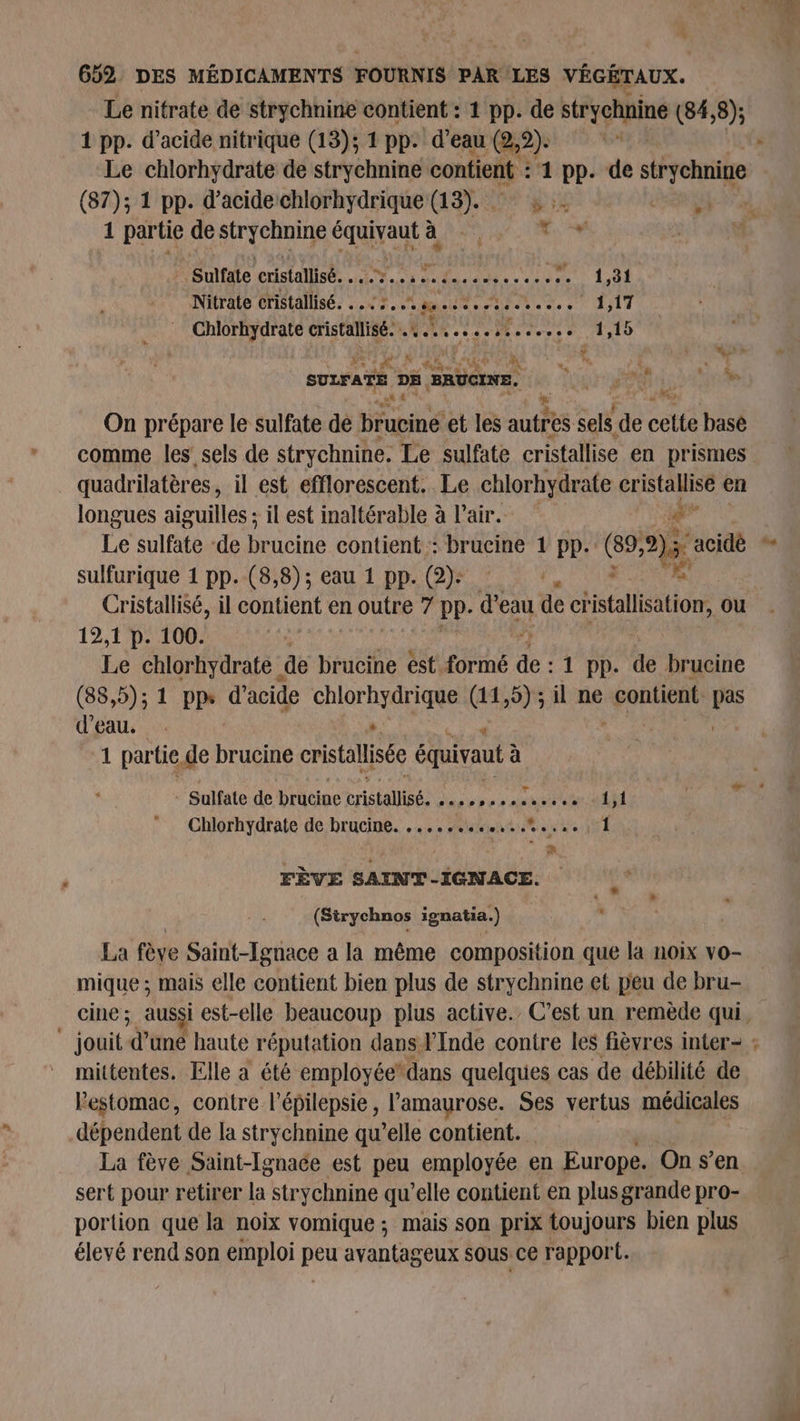 652 DES MÉDICAMENTS FOURNIS PAR LES VÉGÉTAUX.
Le nitrate de strychnine contient : 1 pp. de strychnine (84,8);
1 pp. d'acide nitrique (13); 1 pp. d'eau (2,2).
Le chlorhydrate de strychnine contient : 1 pp. de strychnine
(87); 1 pp. d'acide chlorhydrique (13).
1 partie de strychnine équivaut à
Sulfate cristallisé. .................... 1,31
Nitrate cristallisé. .................... 1,17
Chlorhydrate cristallisé. ............... 1,15
SULFATE DE BRUCINE.
On prépare le sulfate de brucine et les autres sels de cette base
comme les sels de strychnine. Le sulfate cristallise en prismes
quadrilatères, il est efflorescent. Le chlorhydrate cristallise en
longues aiguilles; il est inaltérable à l'air.
Le sulfate de brucine contient : brucine 1 pp. (89,2); acide
sulfurique 1 pp. (8,8); eau 1 pp. (2).
Cristallisé, il contient en outre 7 pp. d'eau de cristallisation, ou
12,1 p. 100.
Le chlorhydrate de brucine est formé de : 1 pp. de brucine
(88,5); 1 pp. d'acide chlorhydrique (11,5); il ne contient pas
d'eau.
1 partie de brucine cristallisée équivaut à
Sulfate de brucine cristallisé. ............... 1,1
Chlorhydrate de brucine. .................... 1
FÈVE SAINT-IGNACE.
(Strychnos ignatia.)
La fève Saint-Ignace a la même composition que la noix vo-
mique; mais elle contient bien plus de strychnine et peu de bru-
cine; aussi est-elle beaucoup plus active. C'est un remède qui
jouit d'une haute réputation dans l'Inde contre les fièvres inter-
mittentes. Elle a été employée dans quelques cas de débilité de
l'estomac, contre l'épilepsie, l'amaurose. Ses vertus médicales
dépendent de la strychnine qu'elle contient.
La fève Saint-Ignace est peu employée en Europe. On s'en
sert pour retirer la strychnine qu'elle contient en plus grande pro-
portion que la noix vomique; mais son prix toujours bien plus
élevé rend son emploi peu avantageux sous ce rapport.